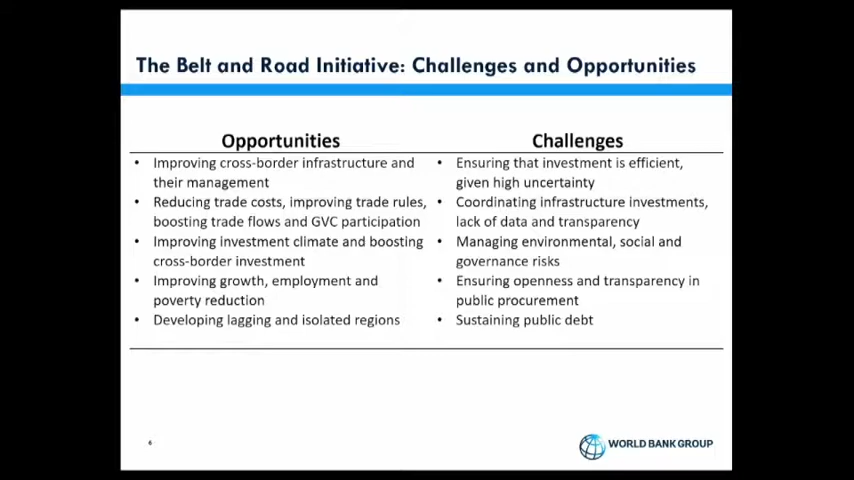 The Belt and Road Initiative: Challenges and Opportunities
Opportunities
• Improving cross-border infrastructure and
their management
• Reducing trade costs, improving trade rules,
boosting trade flows and GVC participation
• Improving investment climate and boosting
cross-border investment
• Improving growth, employment and
poverty reduction
• Developing lagging and isolated regions
Challenges
• Ensuring that investment is efficient,
given high uncertainty
• Coordinating infrastructure investments,
lack of data and transparency
• Managing environmental, social and
governance risks
• Ensuring openness and transparency in
public procurement
• Sustaining public debt
6
WORLD BANK GROUP